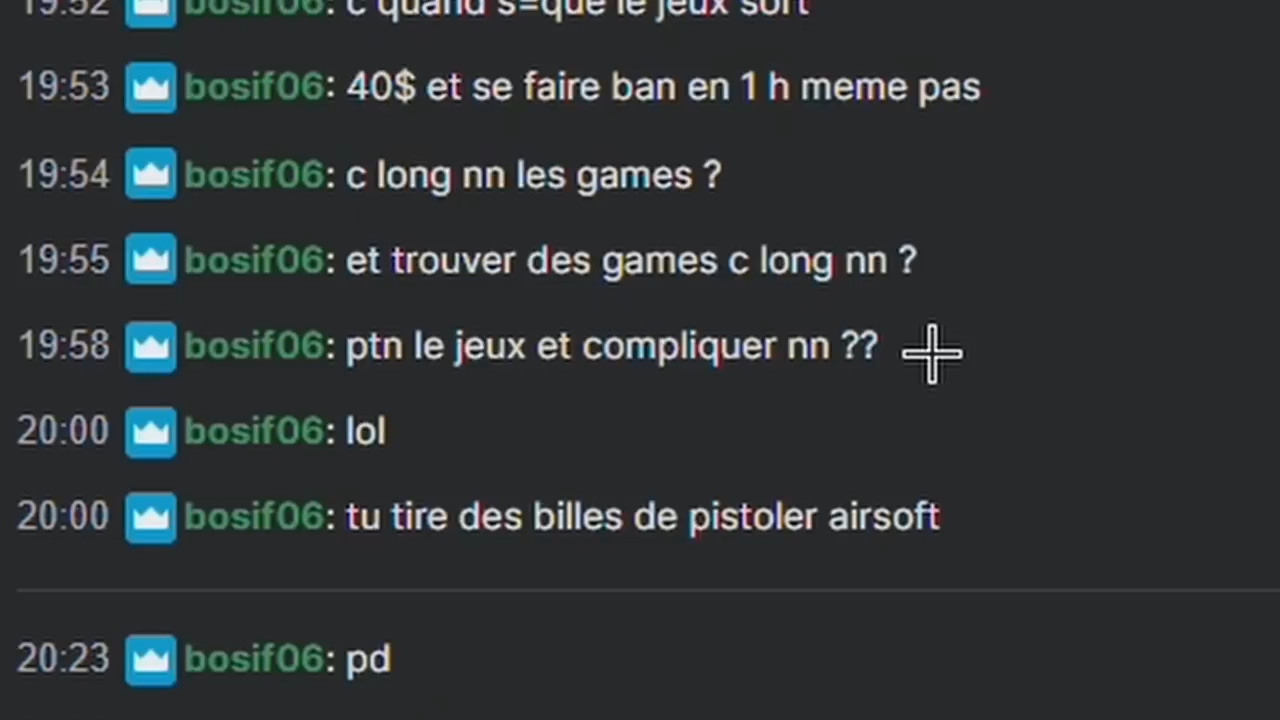 19:52 bosif06: c quand s=que le jeux sort
19:53 bosif06: 40$ et se faire ban en 1 h meme pas
19:54 bosif06: c long nn les games ?
19:55 bosif06: et trouver des games c long nn ?
19:58 bosif06: ptn le jeux et compliquer nn ??
20:00 bosif06: lol
20:00 bosif06: tu tire des billes de pistoler airsoft
20:23 bosif06: pd